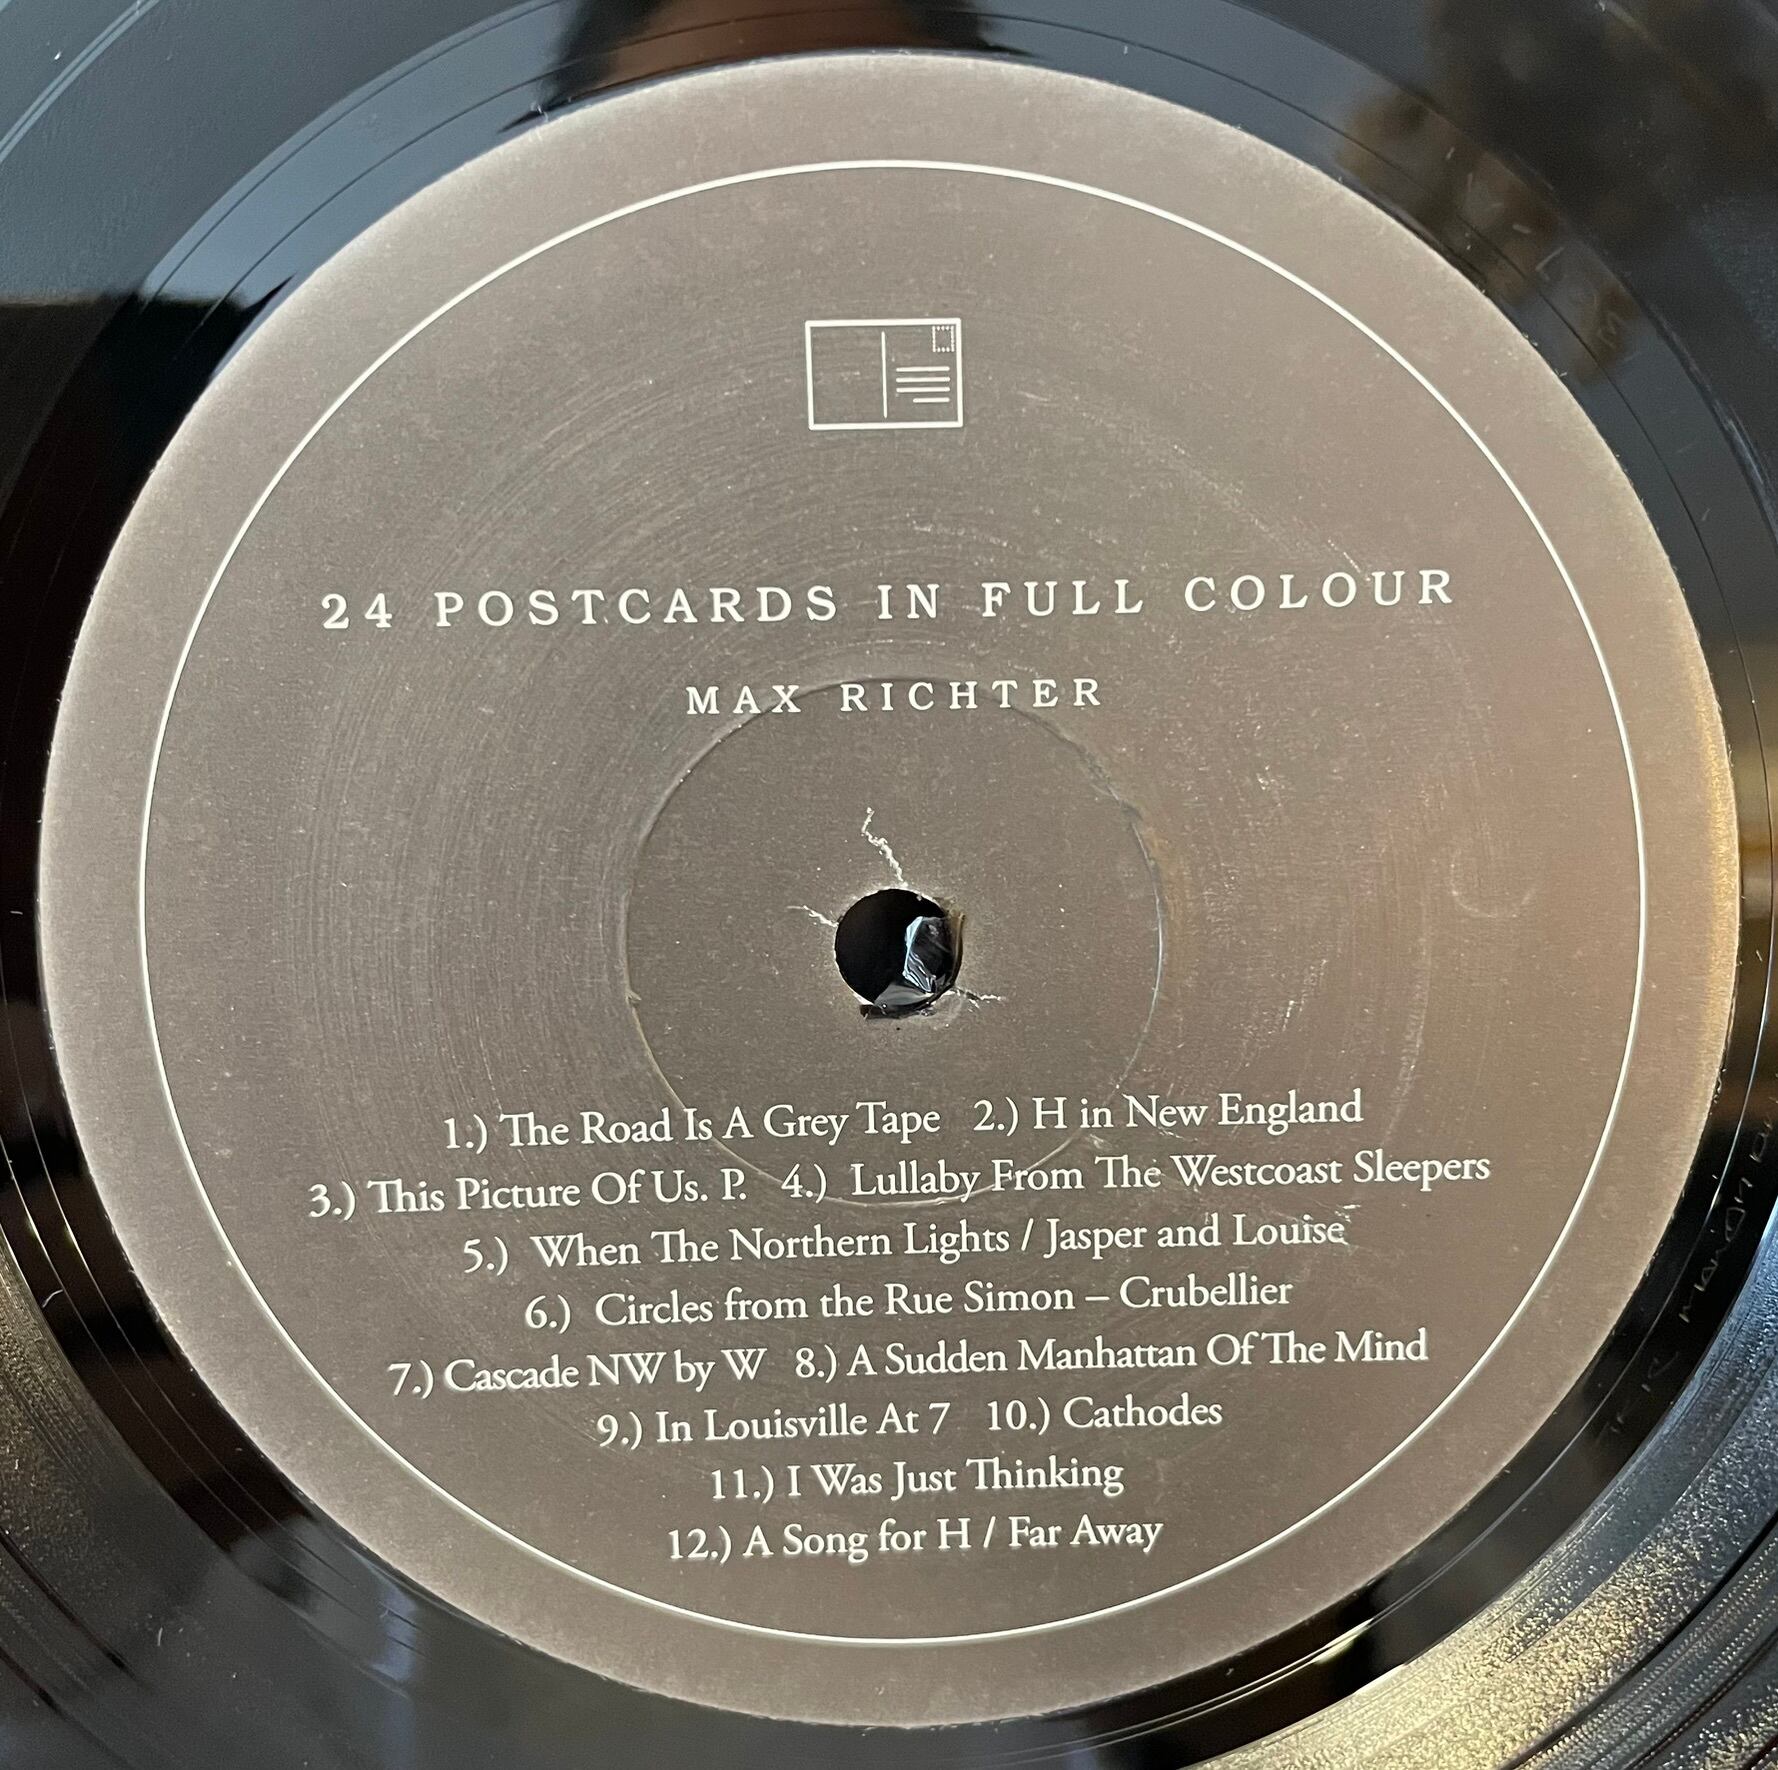 24 POSTCARDS IN FULL COLOUR
MAX RICHTER
1.) The Road Is A Grey Tape 2.) H in New England
3.) This Picture Of Us. P. 4.) Lullaby From The Westcoast Sleepers
5.) When The Northern Lights / Jasper and Louise
6.) Circles from the Rue Simon – Crubellier
7.) Cascade NW by W 8.) A Sudden Manhattan Of The Mind
9.) In Louisville At 7 10.) Cathodes
11.) I Was Just Thinking
12.) A Song for H / Far Away